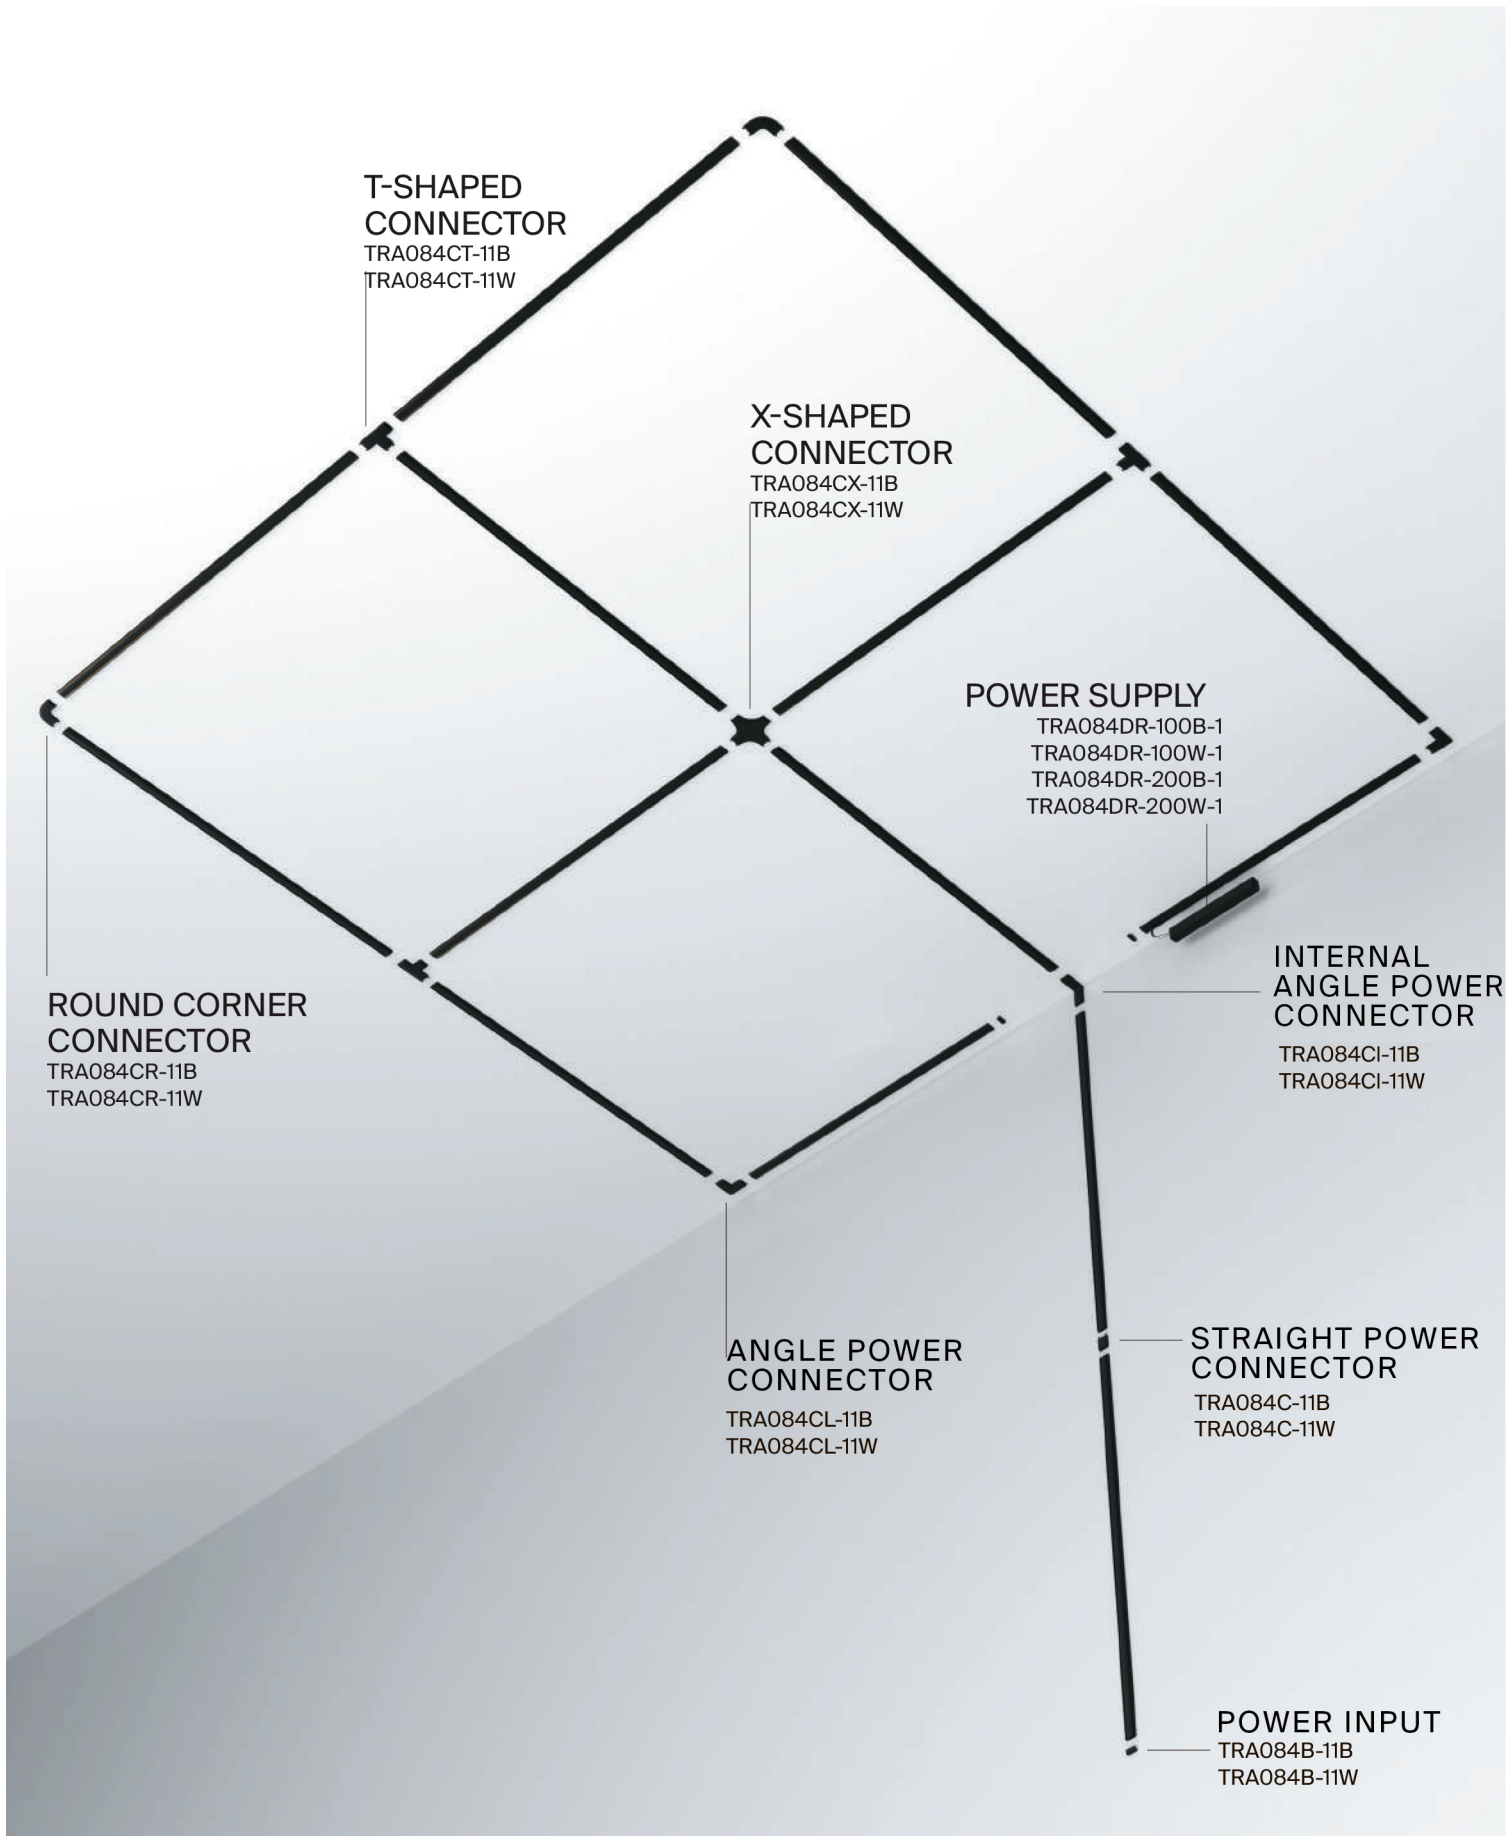 T-SHAPED
CONNECTOR
TRA084CT-11B
TRA084CT-11W
X-SHAPED
CONNECTOR
TRA084CX-11B
TRA084CX-11W
POWER SUPPLY
TRA084DR-100B-1
TRA084DR-100W-1
TRA084DR-200B-1
TRA084DR-200W-1
INTERNAL
ANGLE POWER
CONNECTOR
TRA084CI-11B
TRA084CI-11W
ROUND CORNER
CONNECTOR
TRA084CR-11B
TRA084CR-11W
ANGLE POWER
CONNECTOR
TRA084CL-11B
TRA084CL-11W
STRAIGHT POWER
CONNECTOR
TRA084C-11B
TRA084C-11W
POWER INPUT
TRA084B-11B
TRA084B-11W